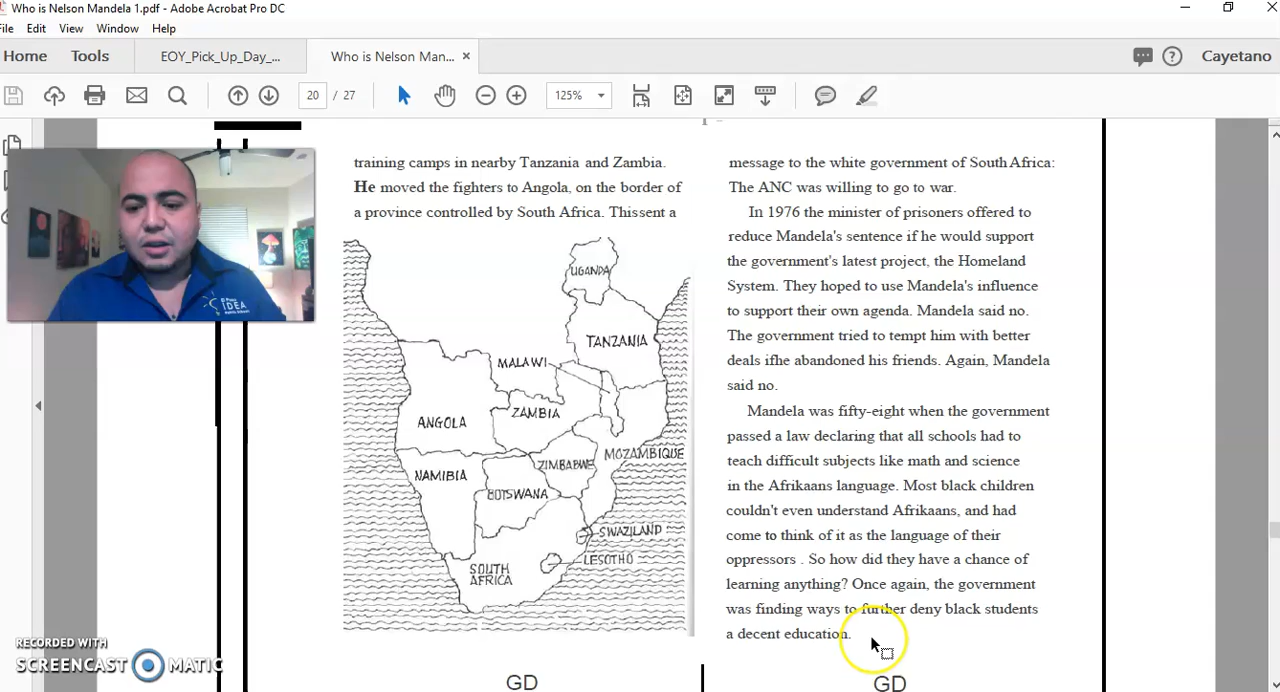 Who is Nelson Mandela 1.pdf - Adobe Acrobat Pro DC
File Edit View Window Help
Home Tools EOY_Pick_Up_Day_... Who is Nelson Man... Cayetano
20 / 27 125%
training camps in nearby Tanzania and Zambia.
He moved the fighters to Angola, on the border of
a province controlled by South Africa. Thissent a
UGANDA
TANZANIA
MALAWI
ZAMBIA
ANGOLA
MOZAMBIQUE
ZIMBABWE
NAMIBIA
BOTSWANA
SWAZILAND
LESOTHO
SOUTH
AFRICA
GD
message to the white government of South Africa:
The ANC was willing to go to war.
In 1976 the minister of prisoners offered to
reduce Mandela's sentence if he would support
the government's latest project, the Homeland
System. They hoped to use Mandela's influence
to support their own agenda. Mandela said no.
The government tried to tempt him with better
deals ifhe abandoned his friends. Again, Mandela
said no.
Mandela was fifty-eight when the government
passed a law declaring that all schools had to
teach difficult subjects like math and science
in the Afrikaans language. Most black children
couldn't even understand Afrikaans, and had
come to think of it as the language of their
oppressors . So how did they have a chance of
learning anything? Once again, the government
was finding ways to further deny black students
a decent education.
GD
IDEA
RECORDED WITH
SCREENCAST MATIC